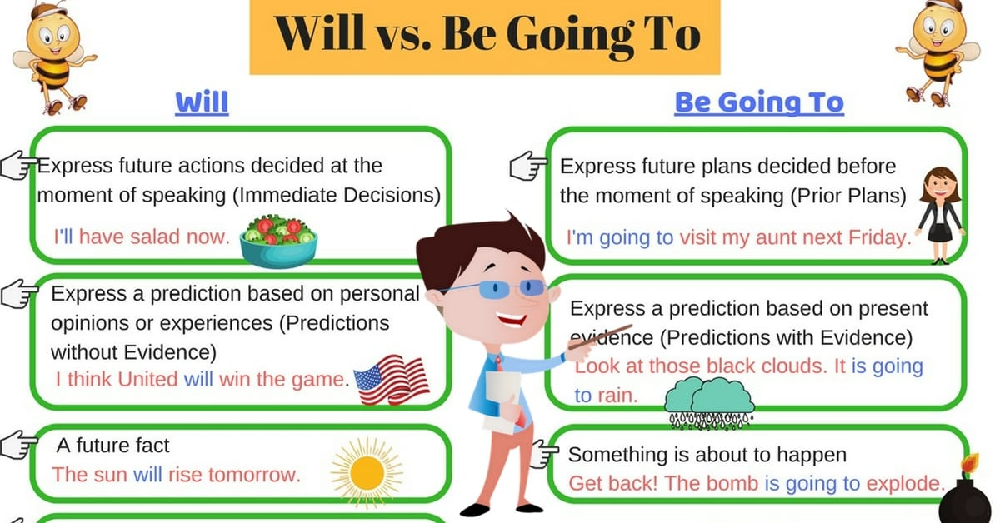 Will vs. Be Going To
Will
Express future actions decided at the
moment of speaking (Immediate Decisions)
I'll have salad now.
Express a prediction based on personal
opinions or experiences (Predictions
without Evidence)
I think United will win the game.
A future fact
The sun will rise tomorrow.
Be Going To
Express future plans decided before
the moment of speaking (Prior Plans)
I'm going to visit my aunt next Friday.
Express a prediction based on present
evidence (Predictions with Evidence)
Look at those black clouds. It is going
to rain.
Something is about to happen
Get back! The bomb is going to explode.